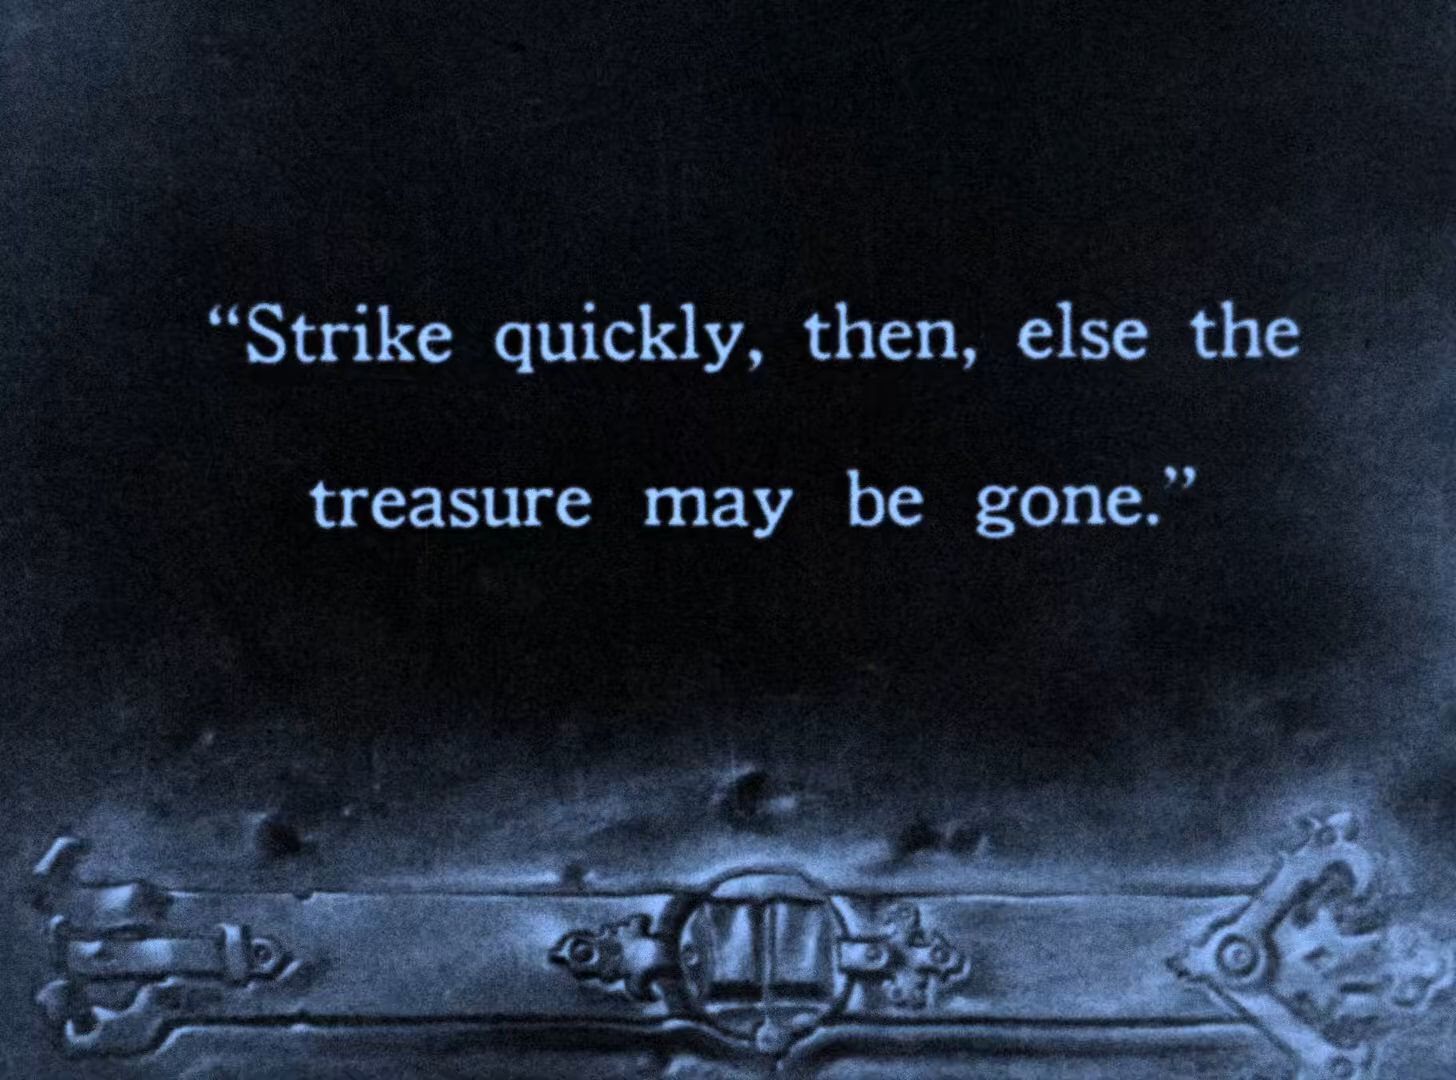 “Strike quickly, then, else the
treasure may be gone.”